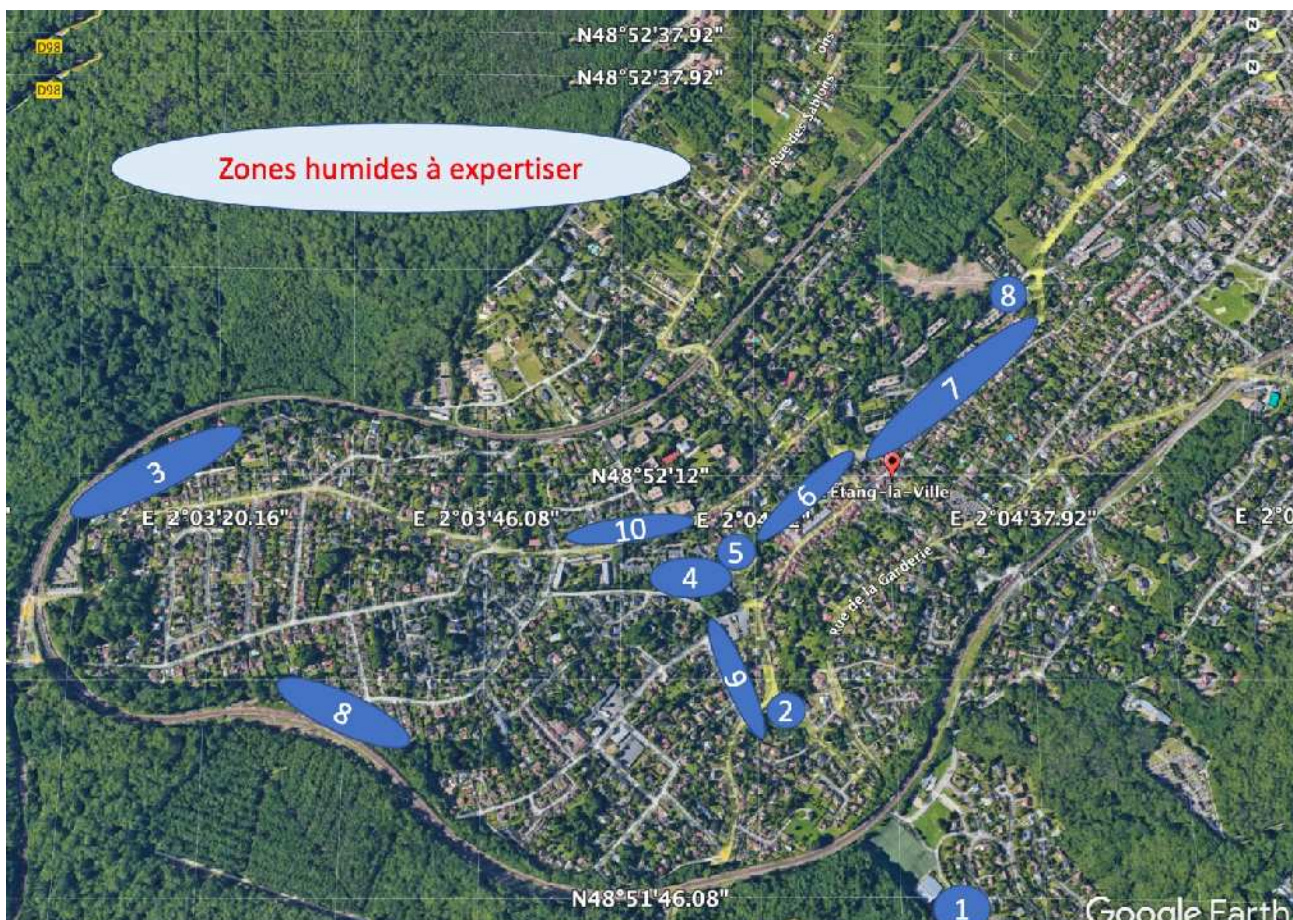 N48°52'37.92"
D98
N48°52'37.92"
D98
Rue des Sablons
Zones humides à expertiser
8
7
3
N48°52'12"
Etang-la-Ville
6
E 2°03'20.16"
E 2°03'46.08"
10
E 2°04'
E 2°04'37.92"
5
4
Rue de la Garderie
9
2
8
N48°51'46.08"
1
Google Earth